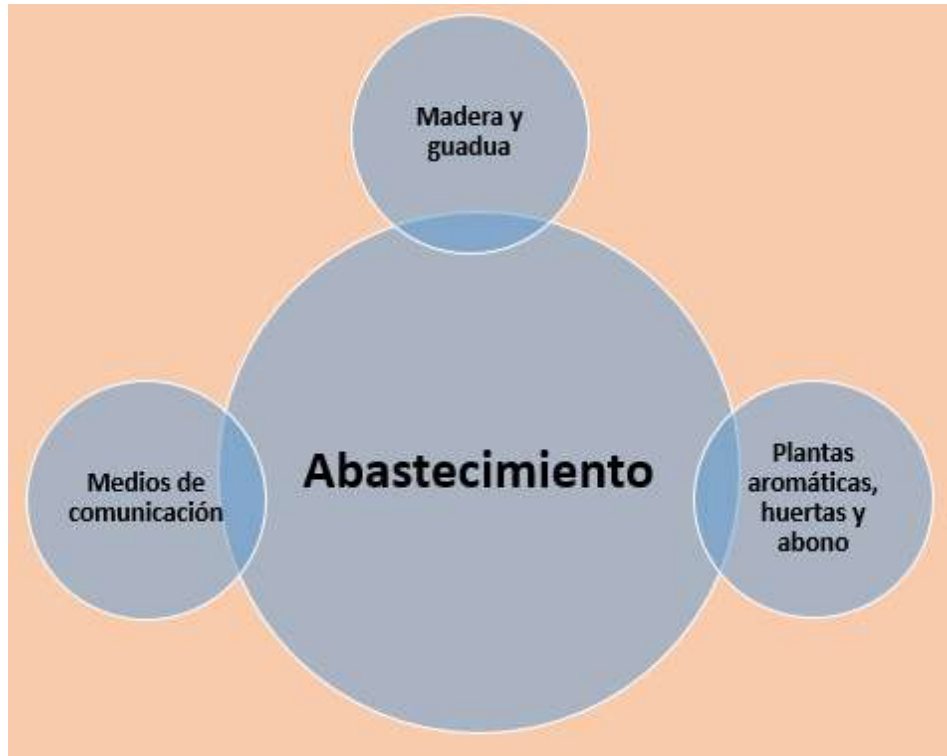 Madera y
guadua
Abastecimiento
Medios de
comunicación
Plantas
aromáticas,
huertas y
abono